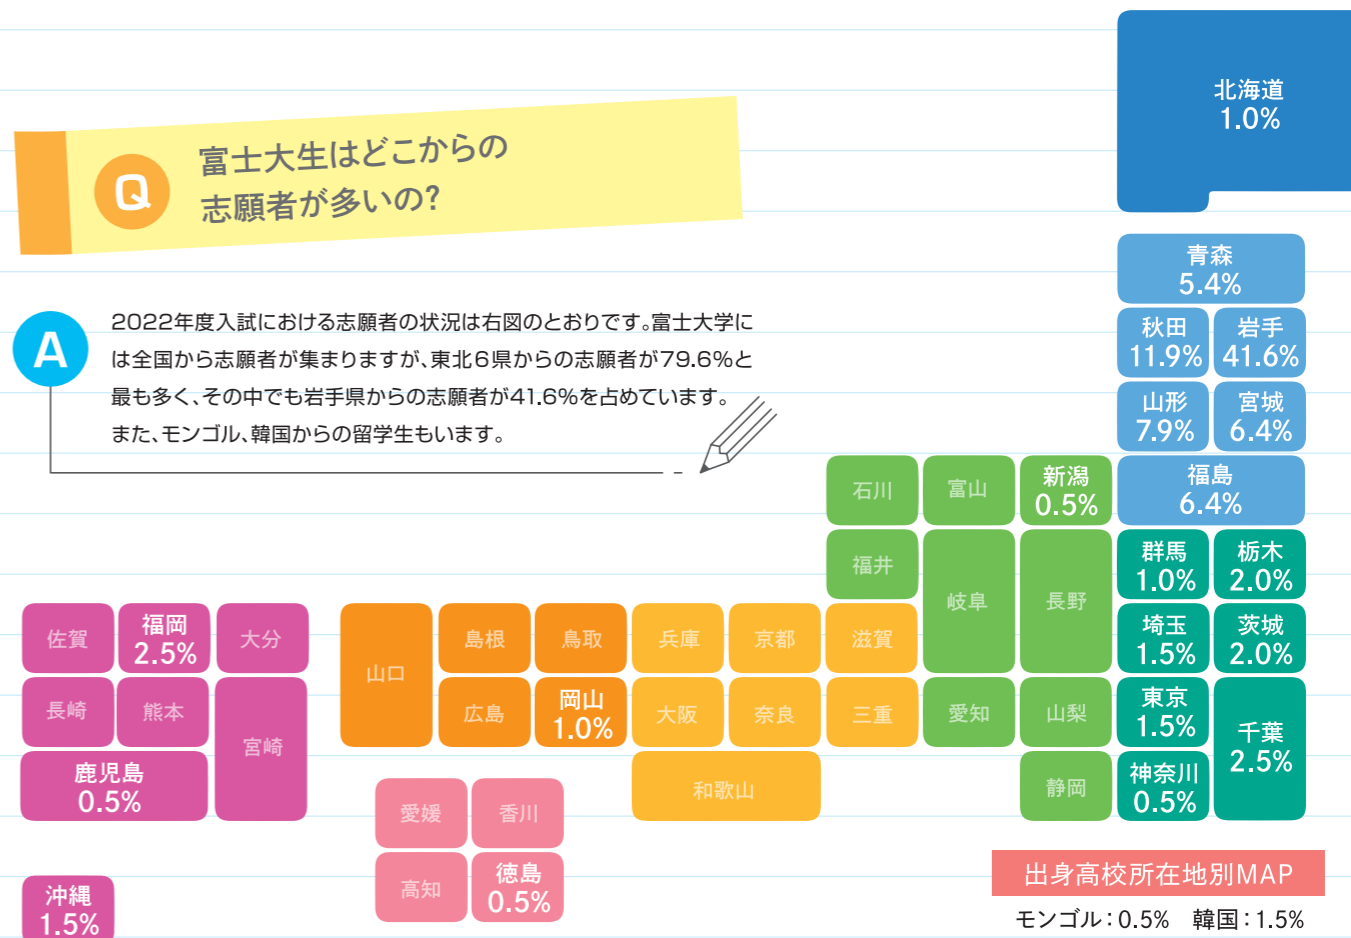 北海道
1.0%
Q
富士大生はどこからの
志願者が多いの?
A
2022年度入試における志願者の状況は右図のとおりです。富士大学に
は全国から志願者が集まりますが、東北6県からの志願者が79.6%と
最も多く、その中でも岩手県からの志願者が41.6%を占めています。
また、モンゴル、韓国からの留学生もいます。
青森
5.4%
秋田 岩手
11.9% 41.6%
山形 宮城
7.9% 6.4%
石川 富山 新潟 福島
0.5% 6.4%
福井 岐阜 長野 群馬 栃木
1.0% 2.0%
佐賀 福岡 大分 山口 島根 鳥取 兵庫 京都 滋賀 埼玉 茨城
2.5% 1.5% 2.0%
長崎 熊本 宮崎 広島 岡山 大阪 奈良 三重 愛知 山梨 東京 千葉
1.0% 1.5% 2.5%
鹿児島 和歌山 静岡 神奈川
0.5% 0.5%
愛媛 香川
高知 徳島
0.5%
沖縄
1.5%
出身高校所在地別MAP
モンゴル:0.5% 韓国:1.5%